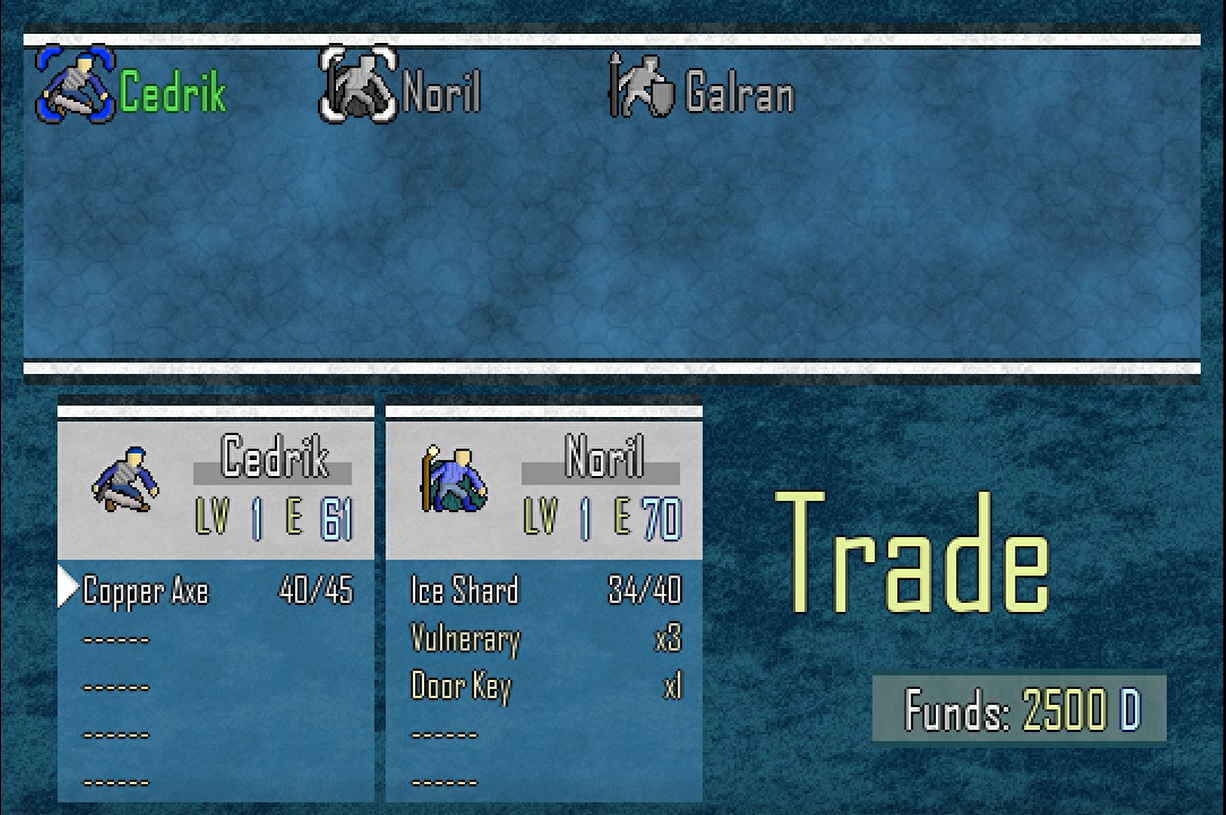 Cedrik Noril Galran
Cedrik
LV 1 E 61
Copper Axe 40/45
------
------
------
------
Noril
LV 1 E 70
Ice Shard 34/40
Vulnerary x3
Door Key x1
------
------
Trade
Funds: 2500 D